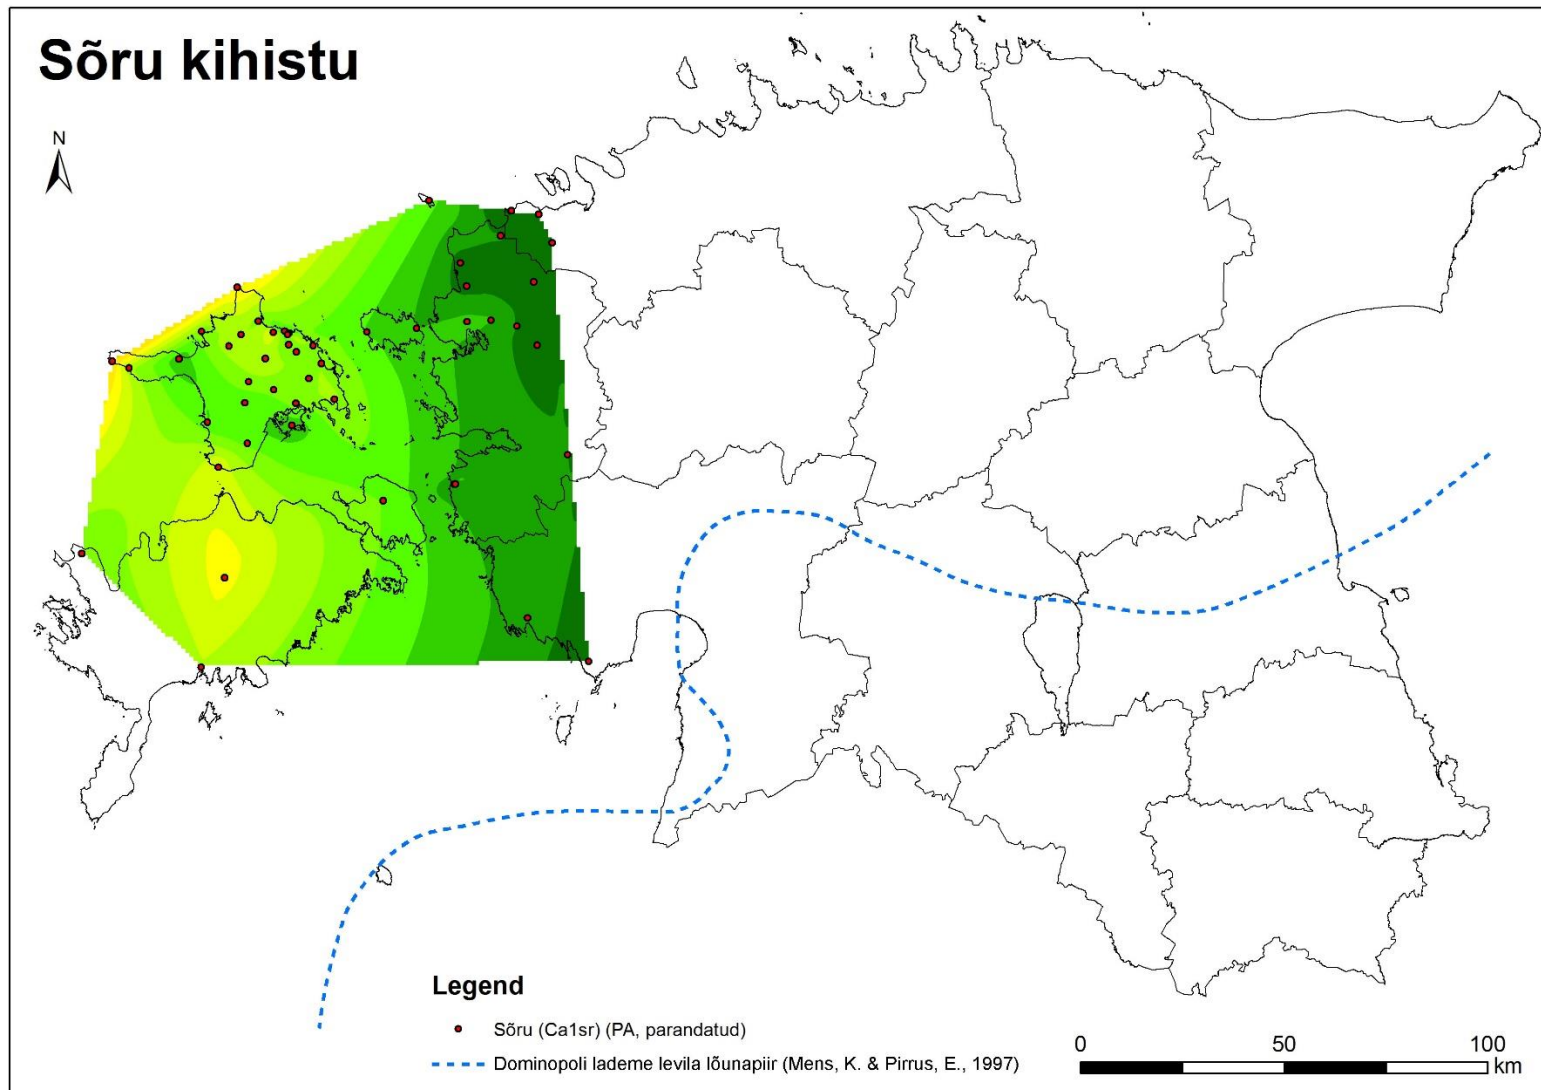 Sõru kihistu
N
Legend
Sõru (Ca1sr) (PA, parandatud)
Dominopoli lademe levila lõunapiir (Mens, K. & Pirrus, E., 1997)
0 50 100
km